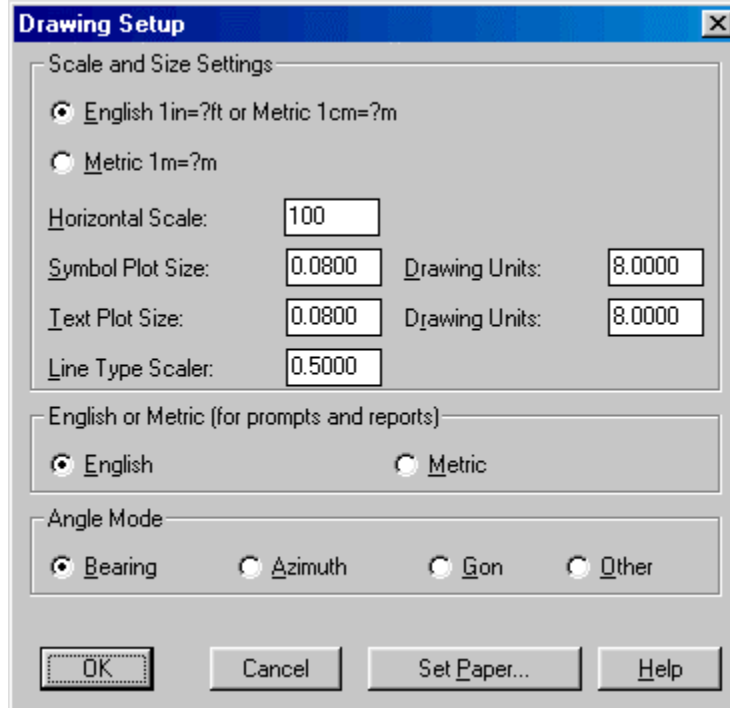 Drawing Setup
Scale and Size Settings
English 1in=?ft or Metric 1cm=?m
Metric 1m=?m
Horizontal Scale: 100
Symbol Plot Size: 0.0800 Drawing Units: 8.0000
Text Plot Size: 0.0800 Drawing Units: 8.0000
Line Type Scaler: 0.5000
English or Metric (for prompts and reports)
English Metric
Angle Mode
Bearing Azimuth Gon Other
OK Cancel Set Paper... Help